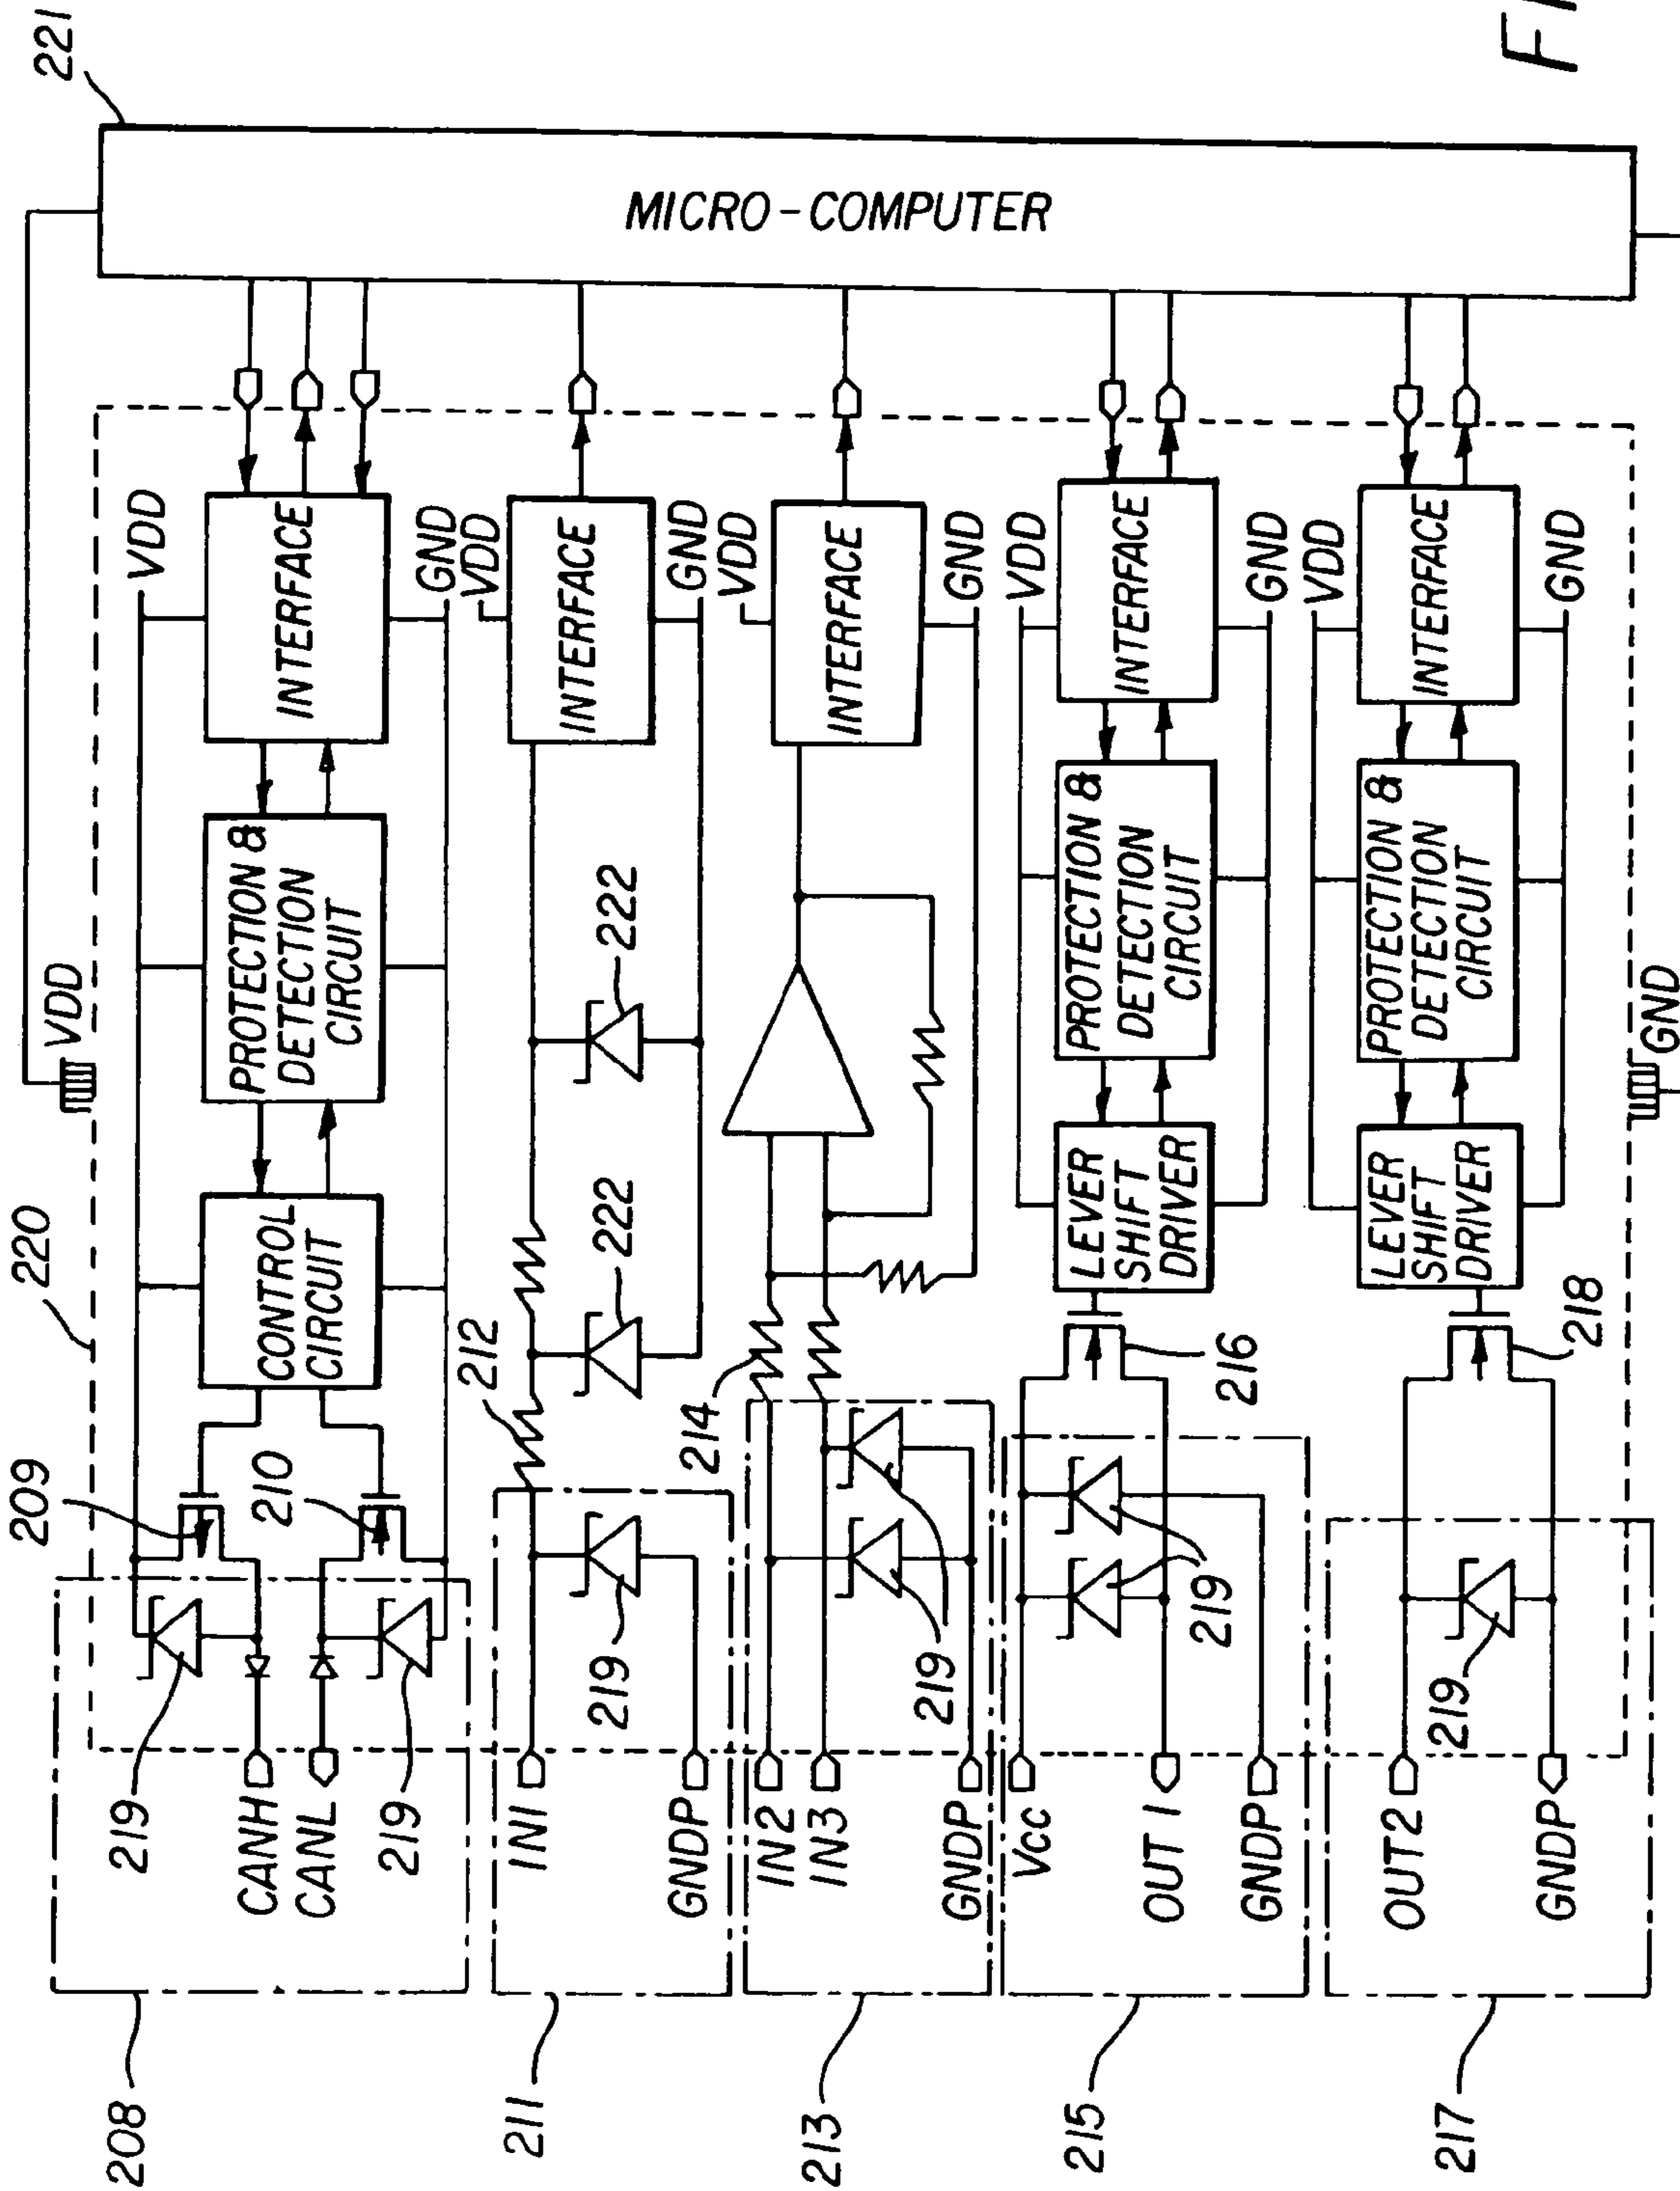 221
MICRO-COMPUTER
220
VDD
GND
VDD
GND
INTERFACE
PROTECTION &
DETECTION
CIRCUIT
CONTROL
CIRCUIT
209
210
219
219
CANH
CANL
208
VDD
GND
INTERFACE
222
222
212
219
IN1
GNDP
211
VDD
GND
INTERFACE
214
219
IN2
IN3
GNDP
213
VDD
GND
INTERFACE
PROTECTION &
DETECTION
CIRCUIT
LEVER
SHIFT
DRIVER
216
219
Vcc
OUT 1
GNDP
215
VDD
GND
INTERFACE
PROTECTION &
DETECTION
CIRCUIT
LEVER
SHIFT
DRIVER
218
219
OUT2
GNDP
217